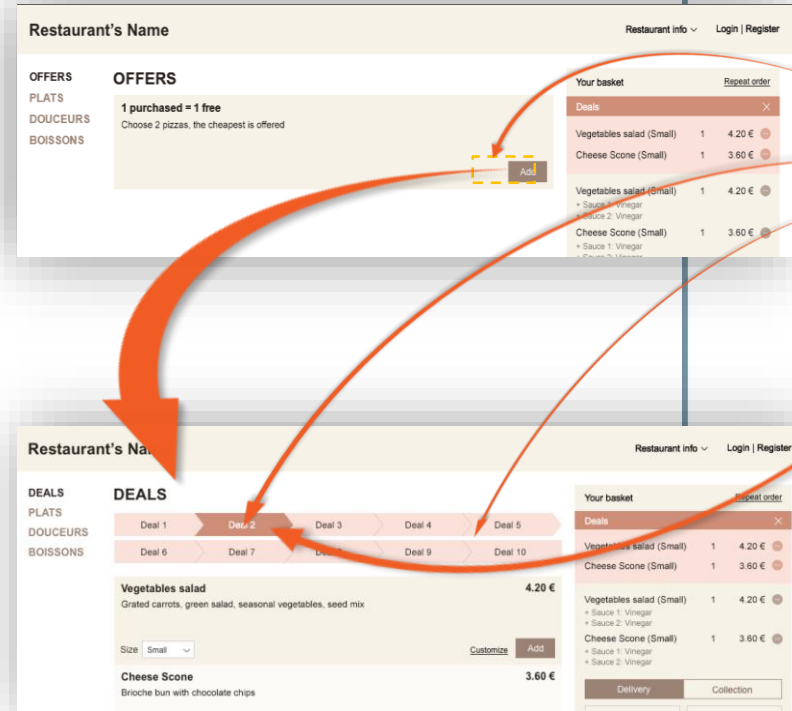 Restaurant's Name
Restaurant info
Login | Register
OFFERS
PLATS
DOUCEURS
BOISSONS
OFFERS
1 purchased = 1 free
Choose 2 pizzas, the cheapest is offered
Add
Your basket
Repeat order
Deals
Vegetables salad (Small) 1 4.20 €
Cheese Scone (Small) 1 3.60 €
Vegetables salad (Small) 1 4.20 €
+ Sauce 1: Vinegar
+ Sauce 2: Vinegar
Cheese Scone (Small) 1 3.60 €
+ Sauce 1: Vinegar
+ Sauce 2: Vinegar
Restaurant's
Restaurant info
Login | Register
DEALS
PLATS
DOUCEURS
BOISSONS
DEALS
Deal 1 Deal 2 Deal 3 Deal 4 Deal 5
Deal 6 Deal 7 Deal 9 Deal 10
Vegetables salad 4.20 €
Grated carrots, green salad, seasonal vegetables, seed mix
Size Small Customize Add
Cheese Scone 3.60 €
Brioche bun with chocolate chips
Your basket
Repeat order
Deals
Vegetables salad (Small) 1 4.20 €
Cheese Scone (Small) 1 3.60 €
Vegetables salad (Small) 1 4.20 €
+ Sauce 1: Vinegar
+ Sauce 2: Vinegar
Cheese Scone (Small) 1 3.60 €
+ Sauce 1: Vinegar
+ Sauce 2: Vinegar
Delivery Collection